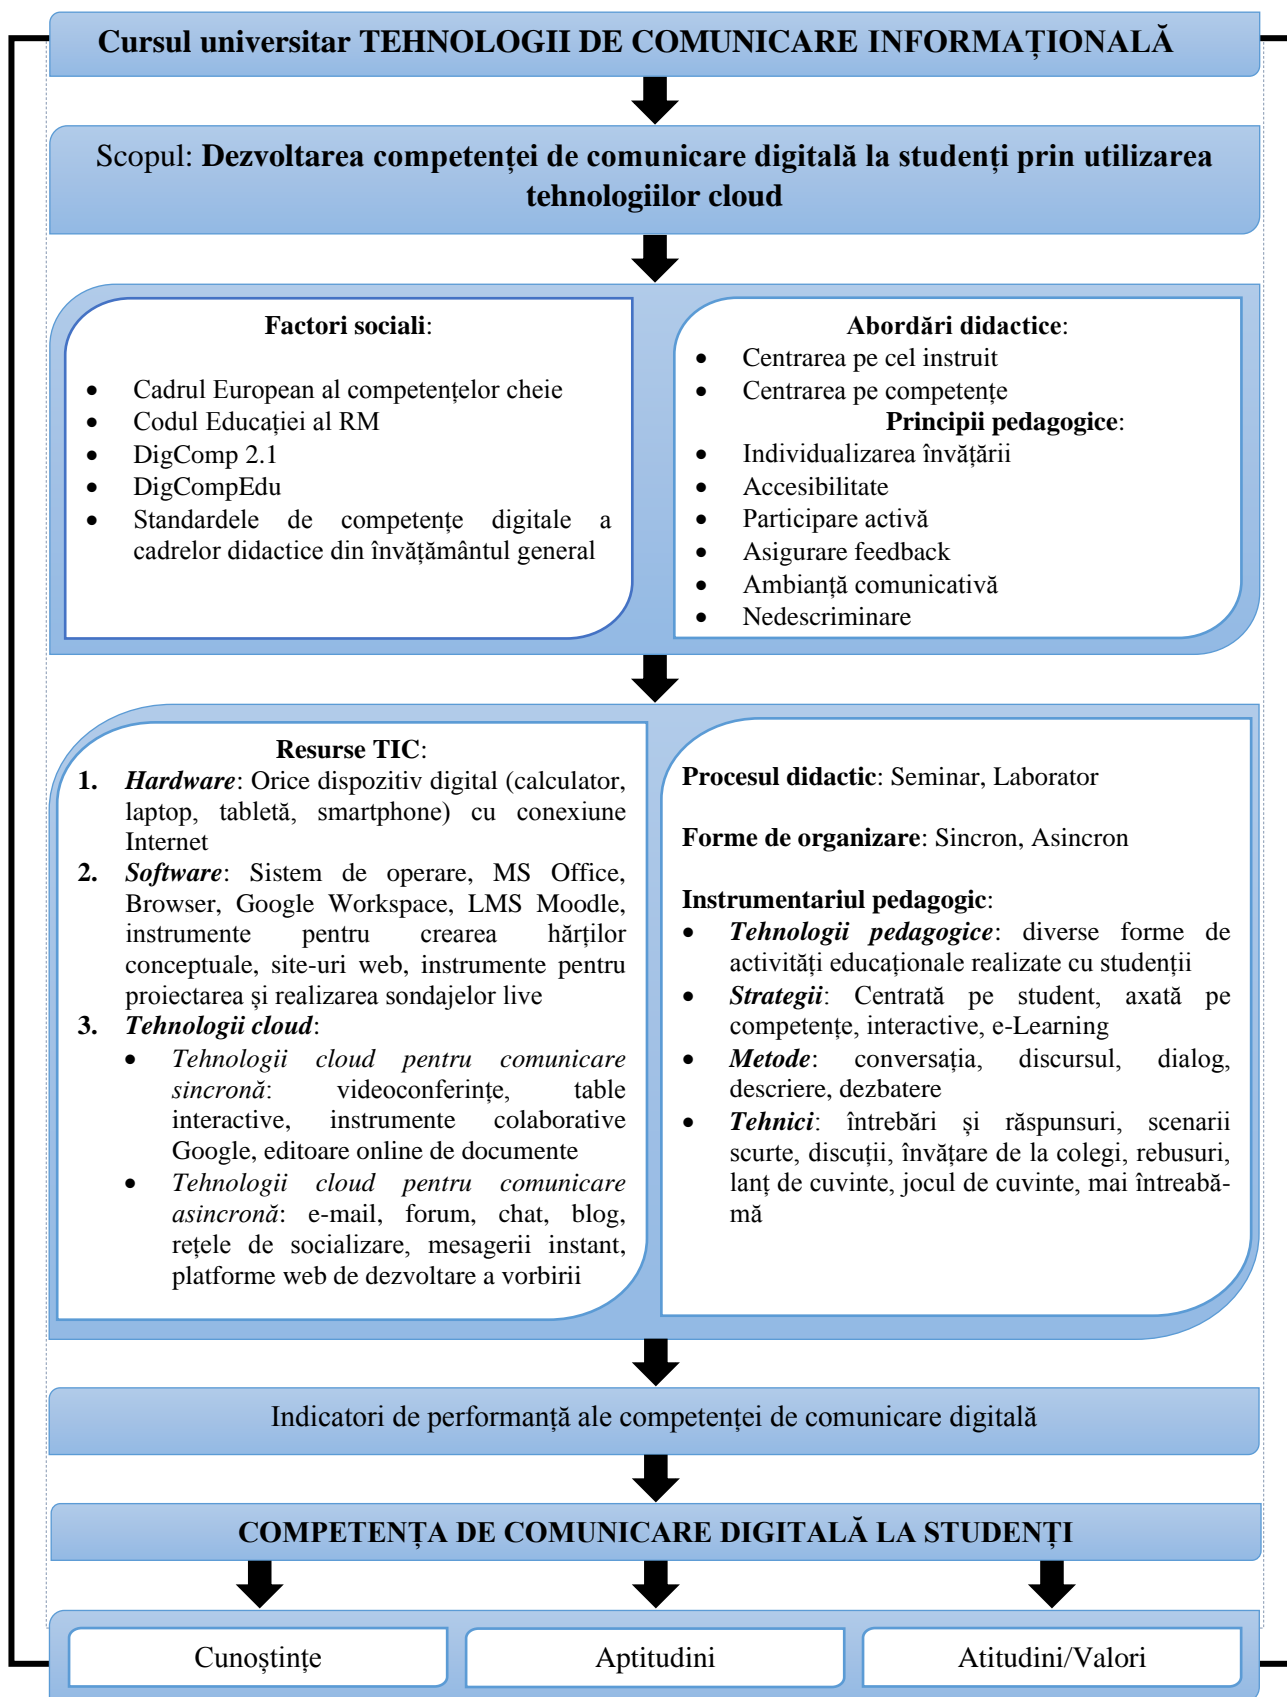 Cursul universitar TEHNOLOGII DE COMUNICARE INFORMAȚIONALĂ
Scopul: Dezvoltarea competenței de comunicare digitală la studenți prin utilizarea
tehnologiilor cloud
Factori sociali:
• Cadrul European al competențelor cheie
• Codul Educației al RM
• DigComp 2.1
• DigCompEdu
• Standardele de competențe digitale a
cadrelor didactice din învățământul general
Abordări didactice:
• Centrarea pe cel instruit
• Centrarea pe competențe
Principii pedagogice:
• Individualizarea învățării
• Accesibilitate
• Participare activă
• Asigurare feedback
• Ambianță comunicativă
• Nedescriminare
Resurse TIC:
1. Hardware: Orice dispozitiv digital (calculator,
laptop, tabletă, smartphone) cu conexiune
Internet
2. Software: Sistem de operare, MS Office,
Browser, Google Workspace, LMS Moodle,
instrumente pentru crearea hărților
conceptuale, site-uri web, instrumente pentru
proiectarea și realizarea sondajelor live
3. Tehnologii cloud:
• Tehnologii cloud pentru comunicare
sincronă: videoconferințe, table
interactive, instrumente colaborative
Google, editoare online de documente
• Tehnologii cloud pentru comunicare
asincronă: e-mail, forum, chat, blog,
rețele de socializare, mesagerii instant,
platforme web de dezvoltare a vorbirii
Procesul didactic: Seminar, Laborator
Forme de organizare: Sincron, Asincron
Instrumentariul pedagogic:
• Tehnologii pedagogice: diverse forme de
activități educaționale realizate cu studenții
• Strategii: Centrată pe student, axată pe
competențe, interactive, e-Learning
• Metode: conversația, discursul, dialog,
descriere, dezbatere
• Tehnici: întrebări și răspunsuri, scenarii
scurte, discuții, învățare de la colegi, rebusuri,
lanț de cuvinte, jocul de cuvinte, mai întreabă-
mă
Indicatori de performanță ale competenței de comunicare digitală
COMPETENȚA DE COMUNICARE DIGITALĂ LA STUDENȚI
Cunoștințe
Aptitudini
Atitudini/Valori